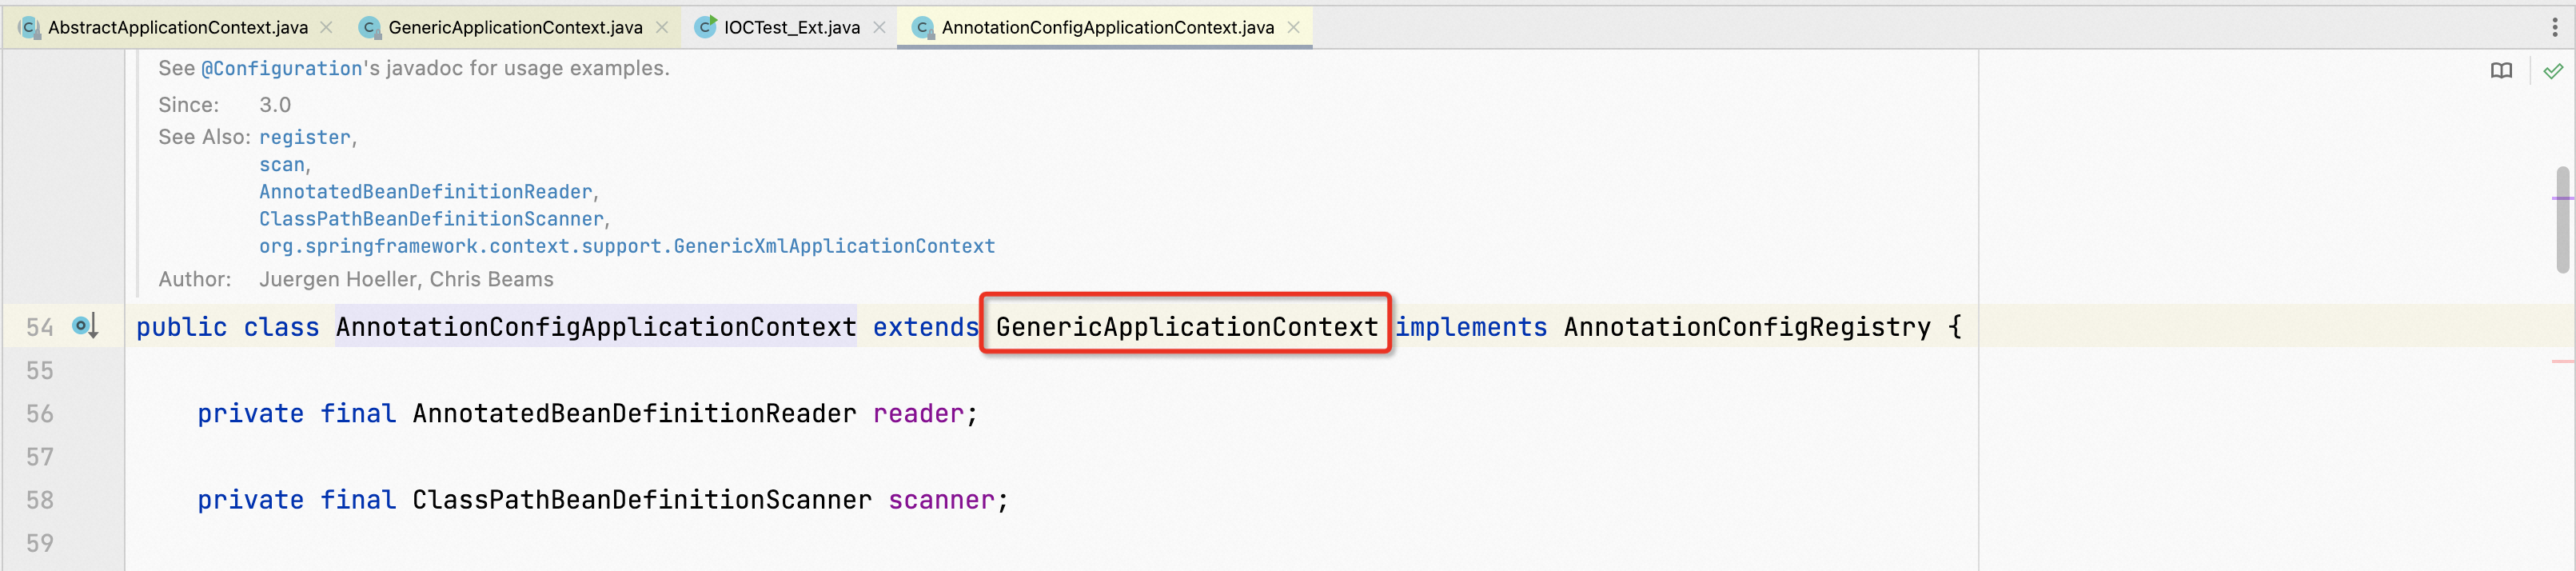 AbstractApplicationContext.java GenericApplicationContext.java IOCTest_Ext.java AnnotationConfigApplicationContext.java
See @Configuration's javadoc for usage examples.
Since: 3.0
See Also: register,
scan,
AnnotatedBeanDefinitionReader,
ClassPathBeanDefinitionScanner,
org.springframework.context.support.GenericXmlApplicationContext
Author: Juergen Hoeller, Chris Beams
54 public class AnnotationConfigApplicationContext extends GenericApplicationContext implements AnnotationConfigRegistry {
55
56 private final AnnotatedBeanDefinitionReader reader;
57
58 private final ClassPathBeanDefinitionScanner scanner;
59